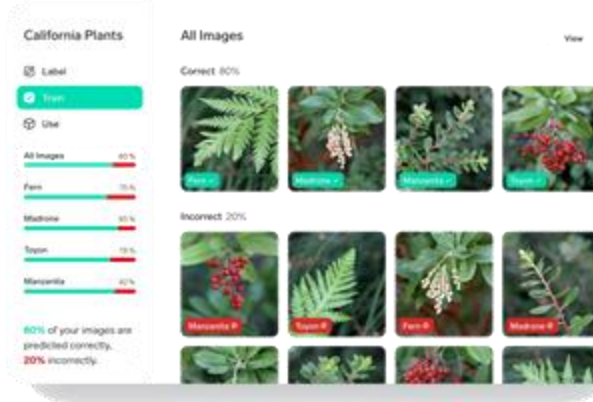 California Plants
Label
Train
Use
All Images 80%
Fern
Madrone
Toyon
Manzanita
80% of your images are
predicted correctly,
20% incorrectly.
All Images
View
Correct 80%
Fern ✓
Madrone ✓
Manzanita ✓
Toyon ✓
Incorrect 20%
Manzanita
Toyon
Fern
Madrone